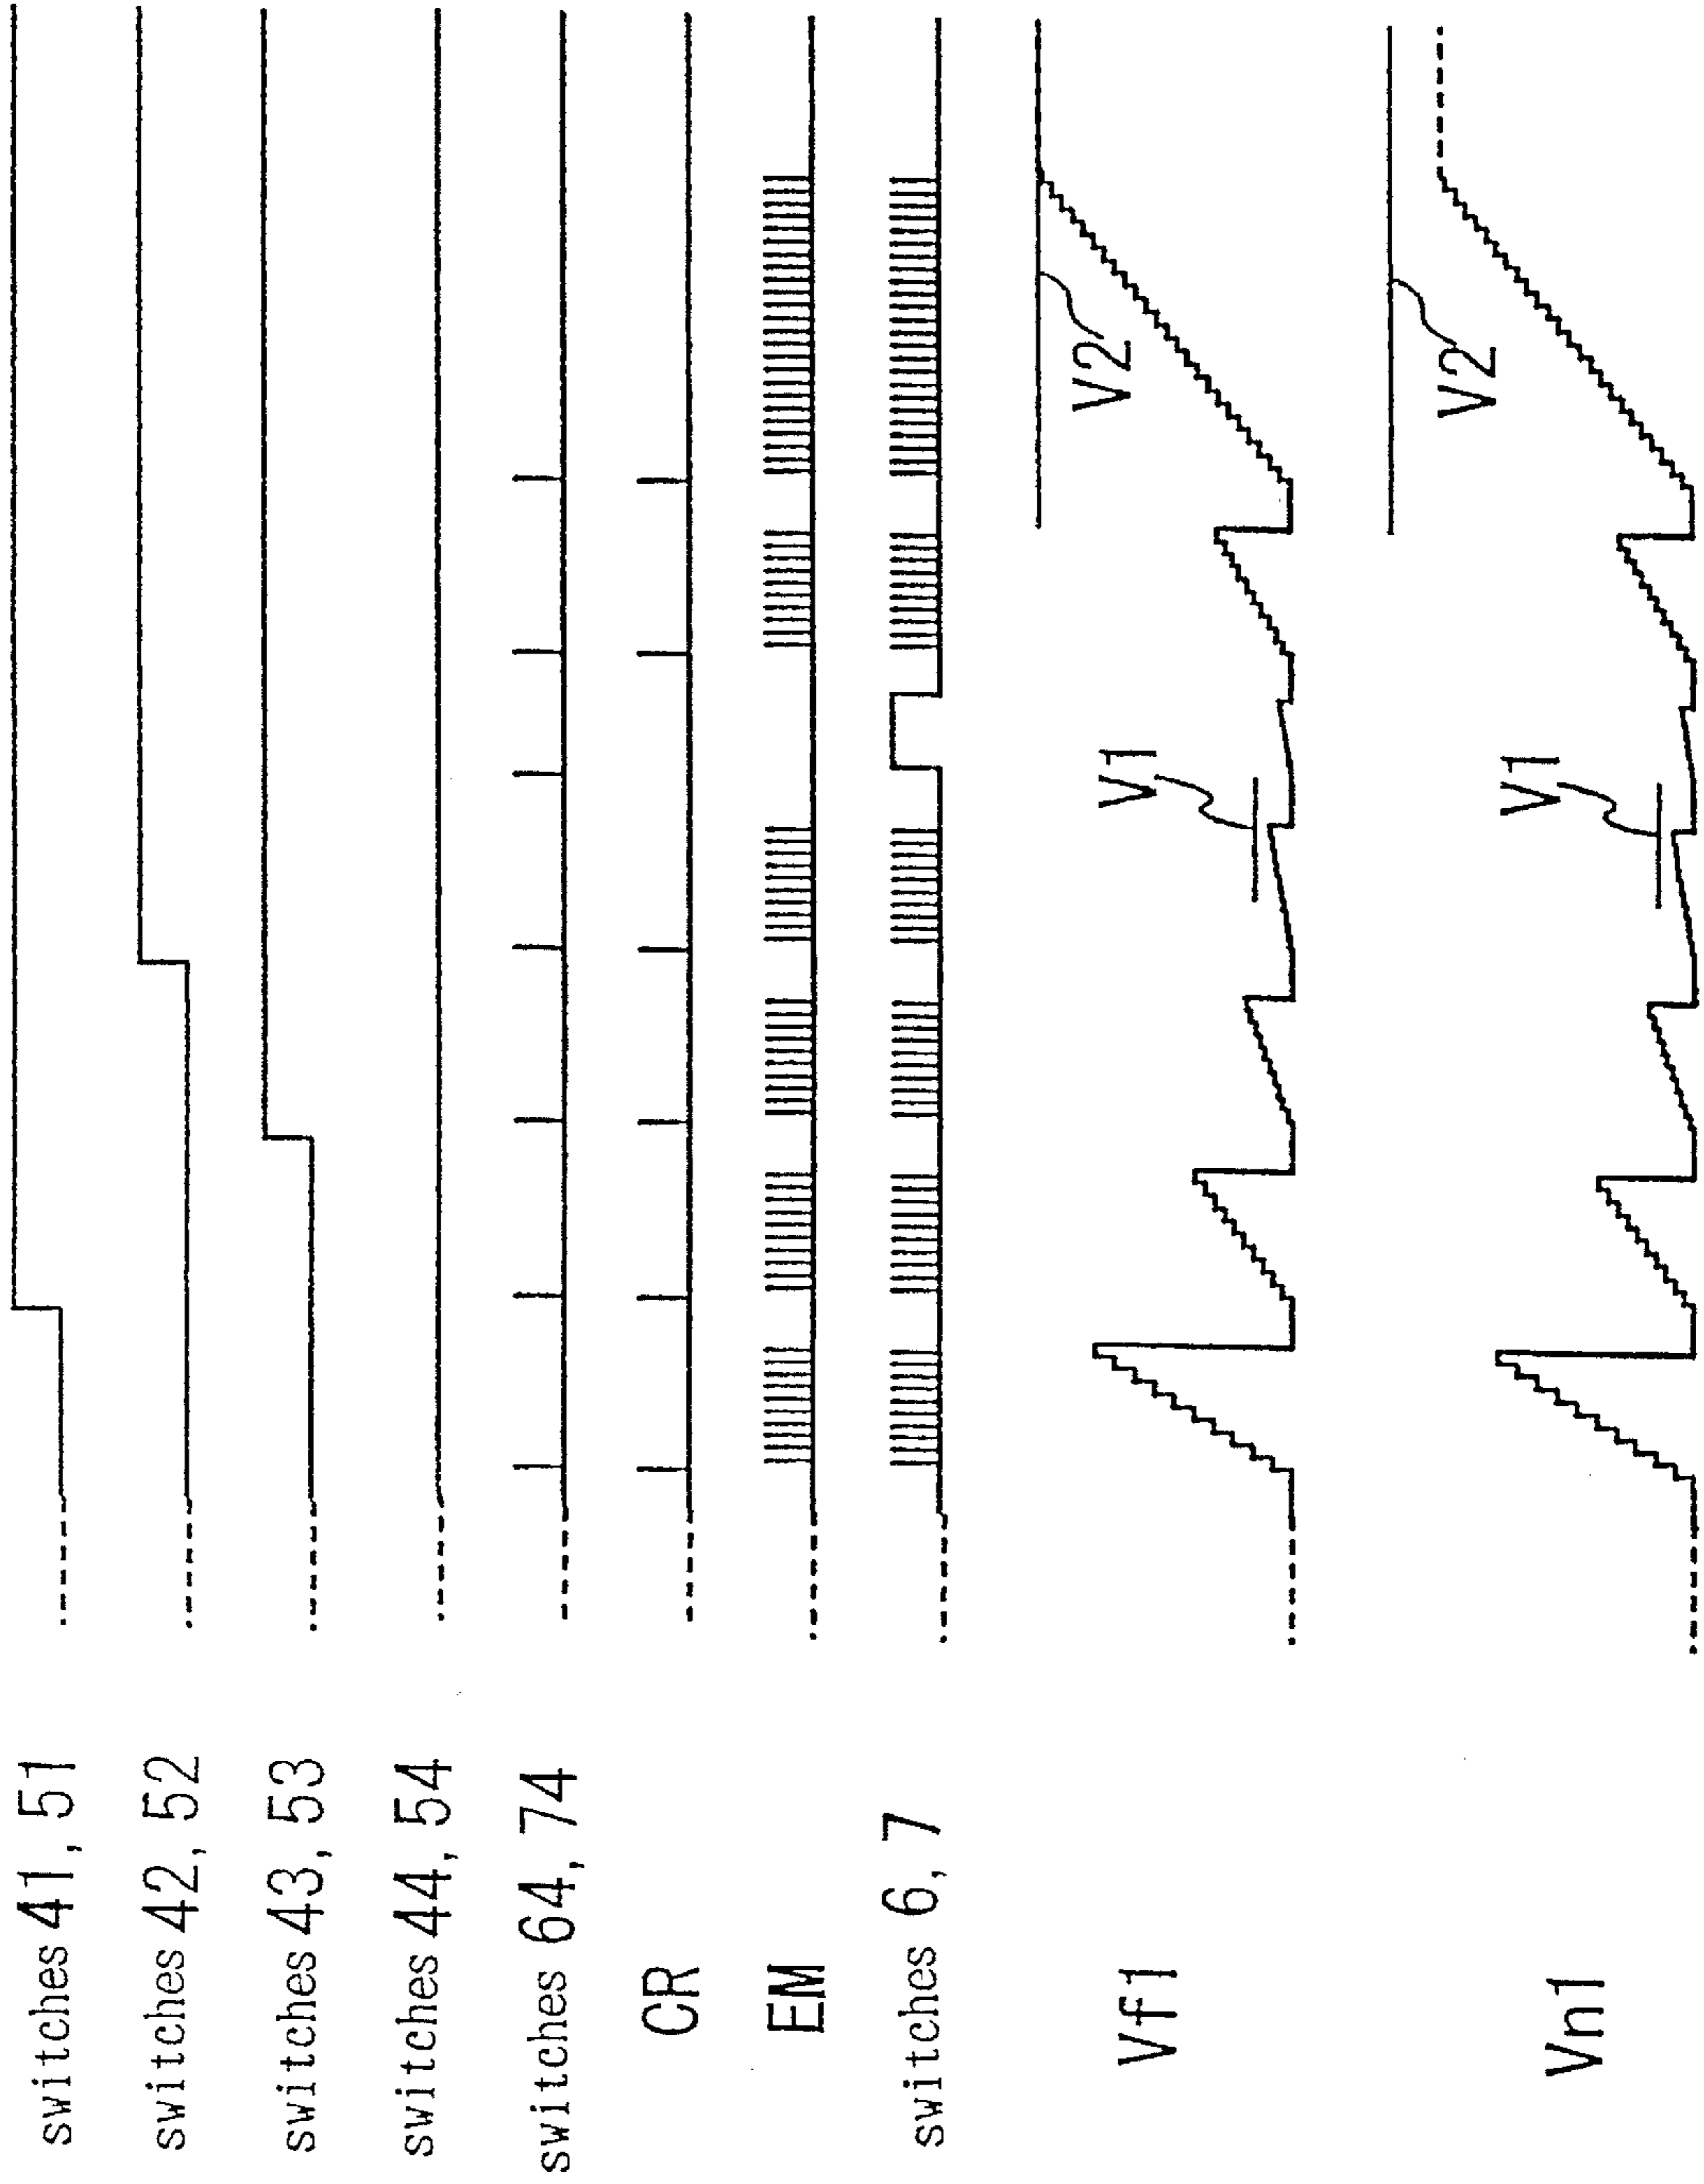 switches 41, 51
switches 42, 52
switches 43, 53
switches 44, 54
switches 64, 74
CR
EM
switches 6, 7
Vf1
V1
V2
Vn1
V1
V2